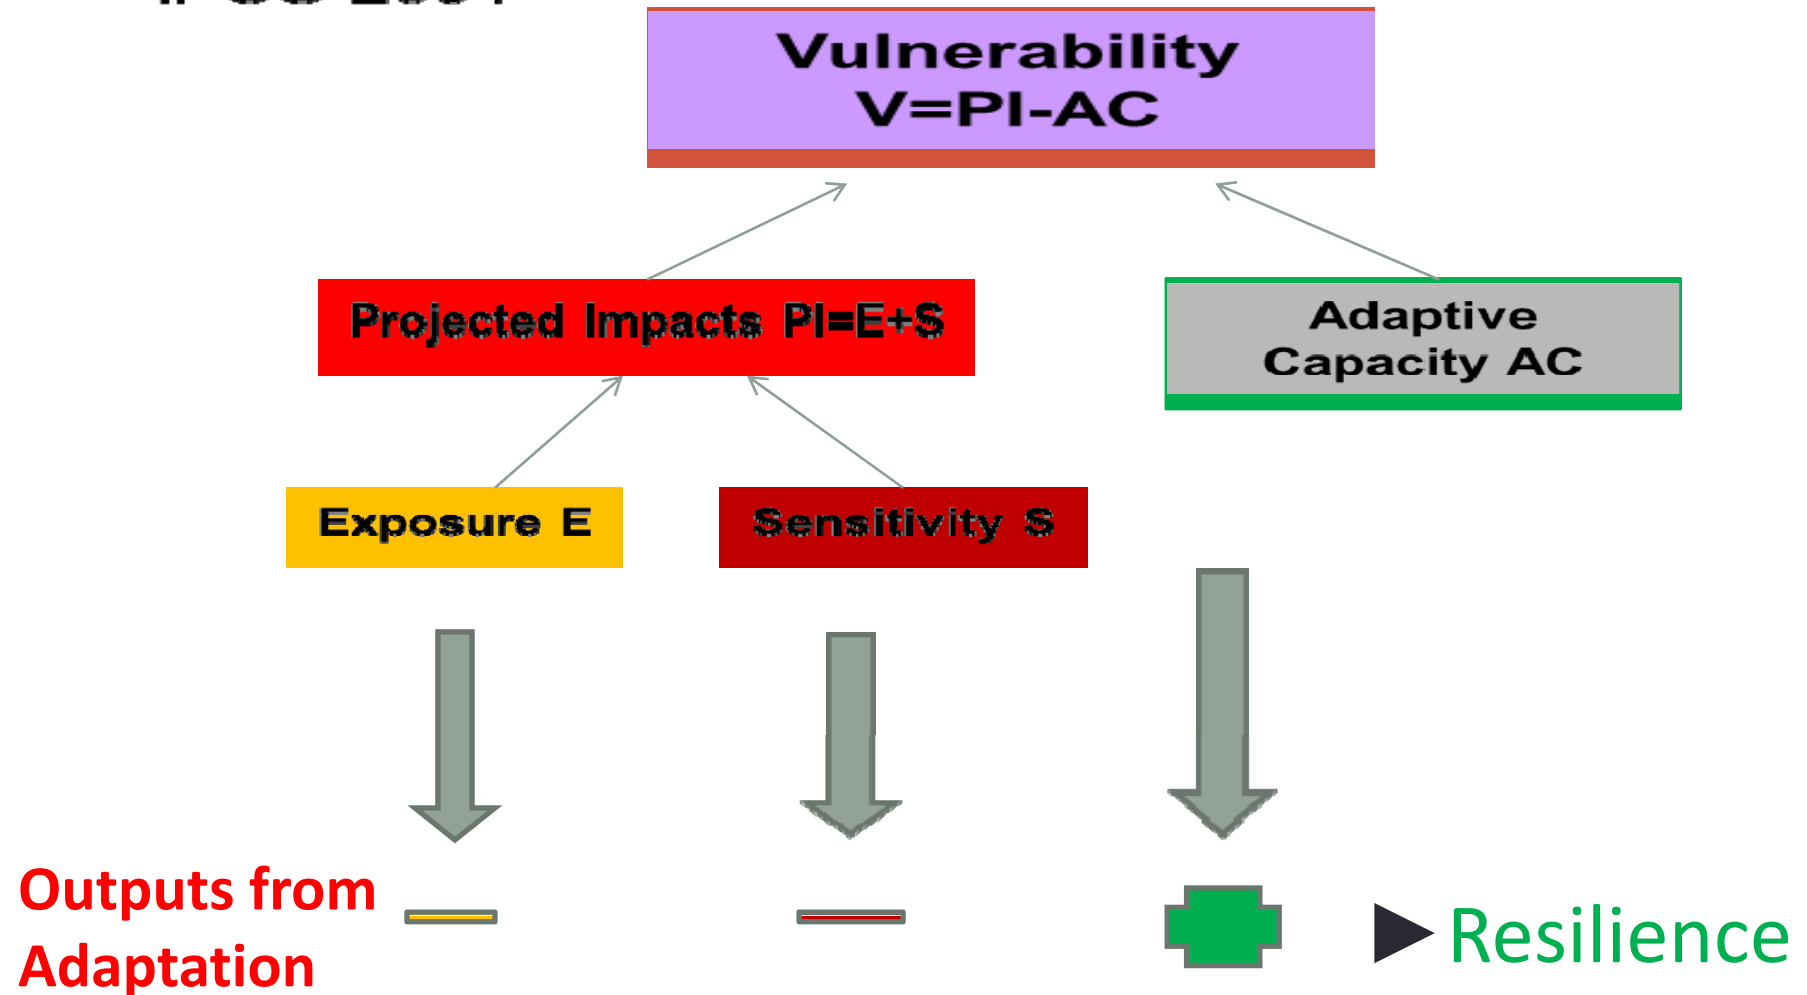 Vulnerability
V=PI-AC
Projected Impacts PI=E+S
Adaptive
Capacity AC
Exposure E
Sensitivity S
Outputs from
Adaptation
Resilience